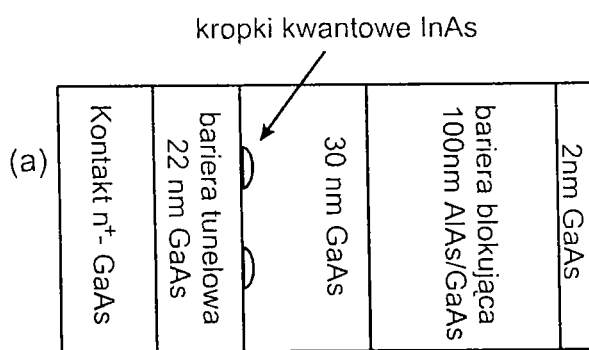 kropki kwantowe InAs
(a)
Kontakt n⁺- GaAs
bariera tunelowa
22 nm GaAs
30 nm GaAs
bariera blokująca
100nm AlAs/GaAs
2nm GaAs